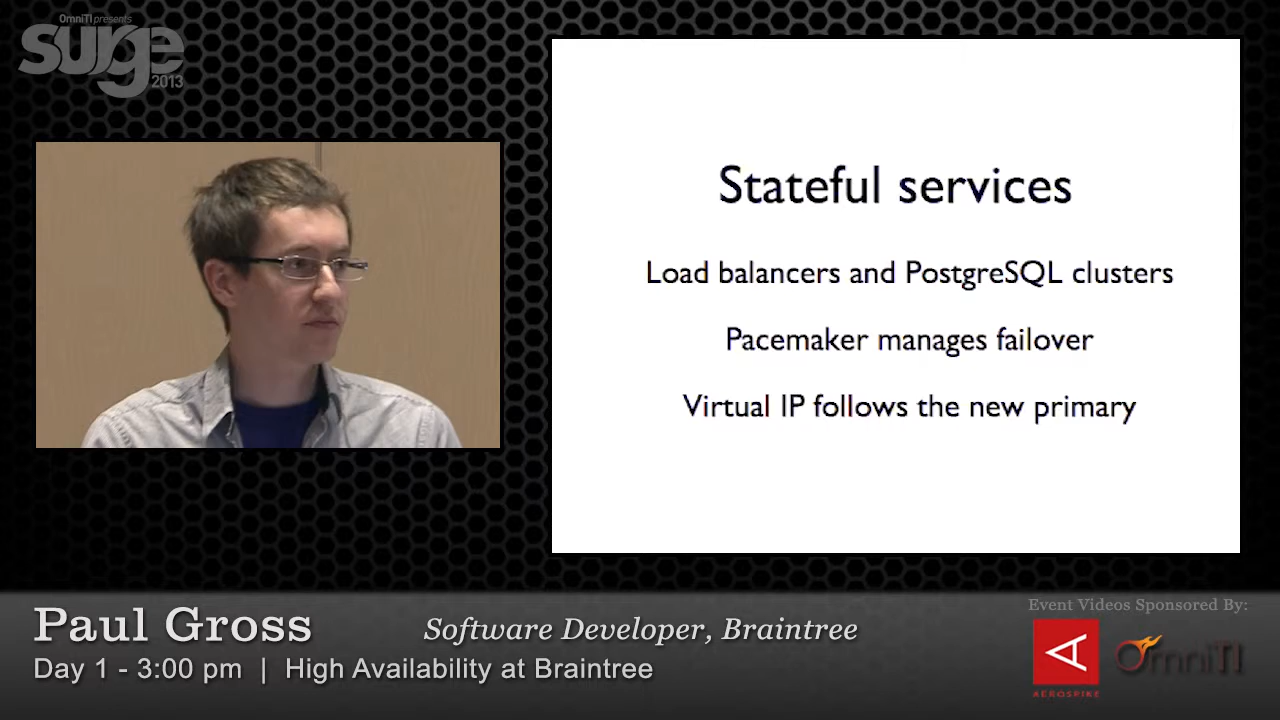 OmniTI presents
surge
2013
Stateful services
Load balancers and PostgreSQL clusters
Pacemaker manages failover
Virtual IP follows the new primary
Paul Gross
Software Developer, Braintree
Day 1 - 3:00 pm | High Availability at Braintree
Event Videos Sponsored By:
AEROSPIKE
OmniTI